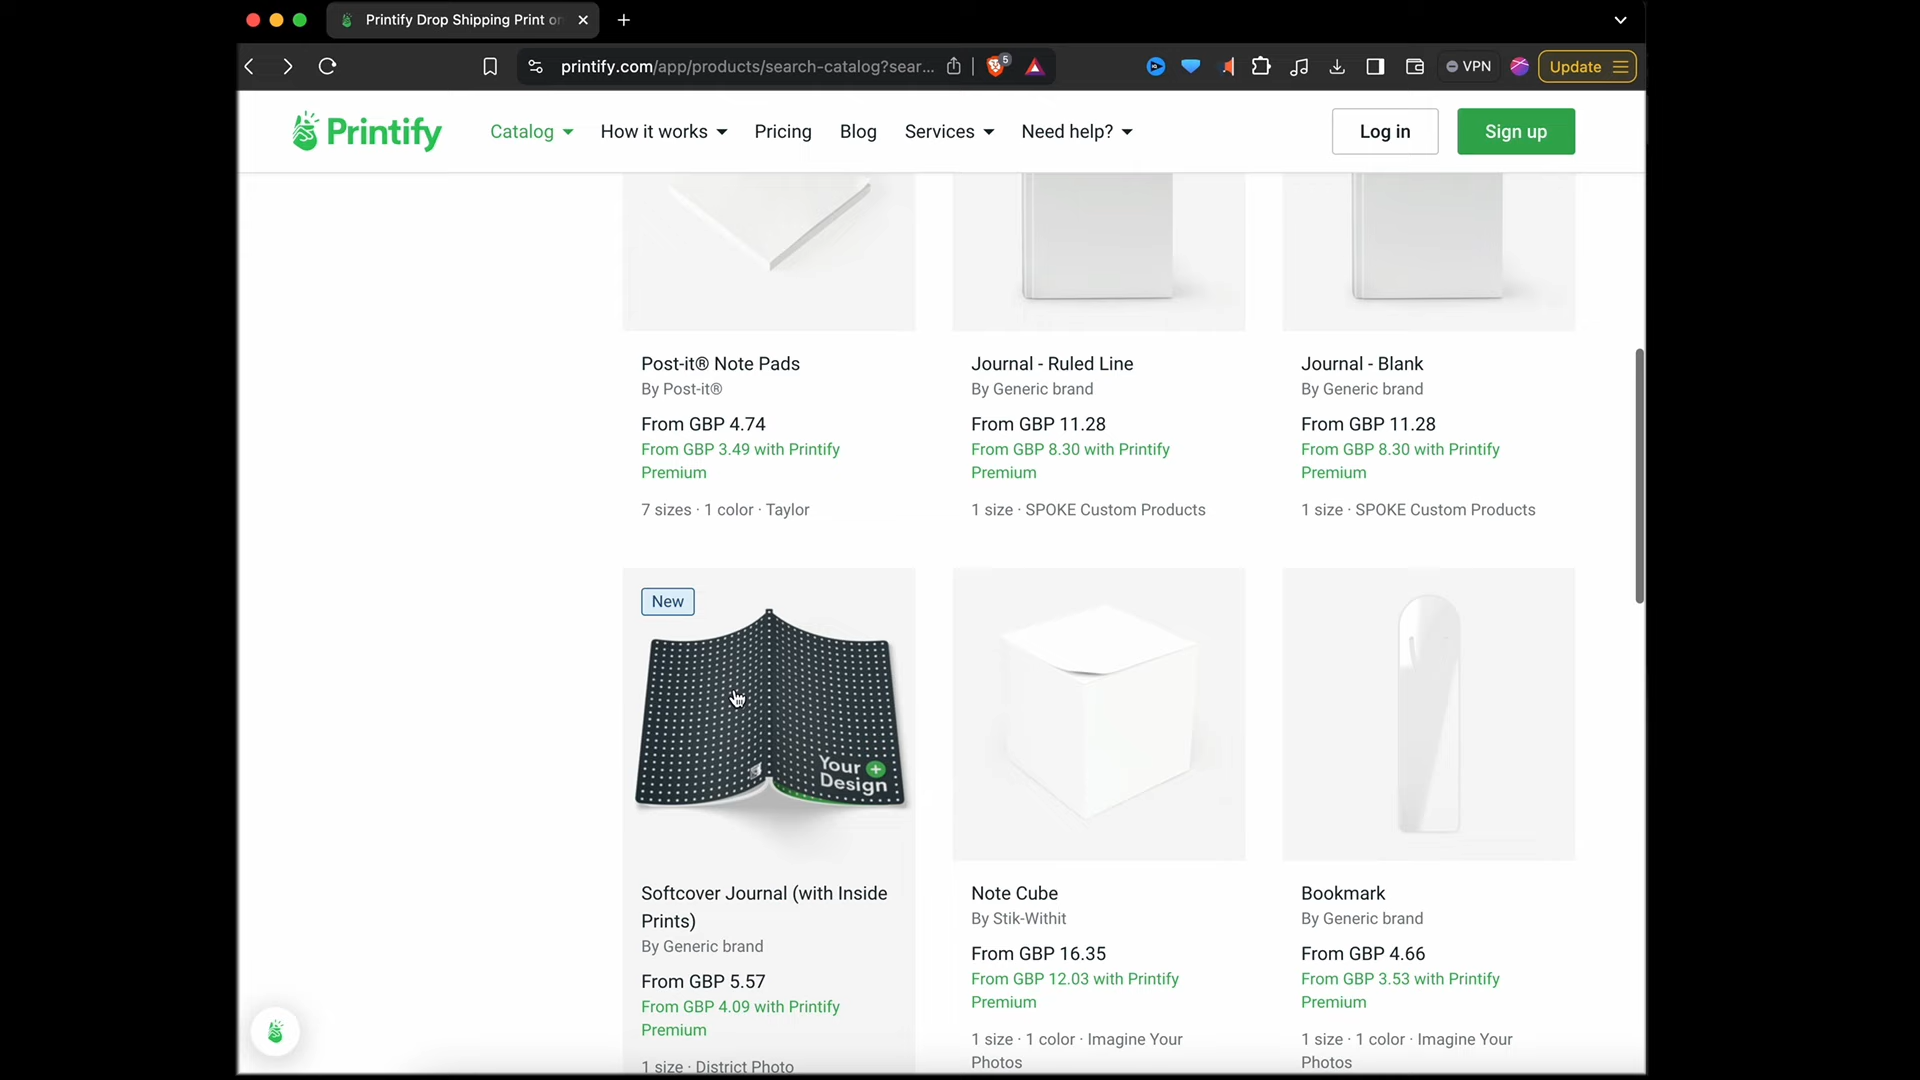 Printify Drop Shipping Print on
printify.com/app/products/search-catalog?sear...
5
VPN
Update
Printify
Catalog
How it works
Pricing
Blog
Services
Need help?
Log in
Sign up
Post-it® Note Pads
By Post-it®
From GBP 4.74
From GBP 3.49 with Printify
Premium
7 sizes · 1 color · Taylor
Journal - Ruled Line
By Generic brand
From GBP 11.28
From GBP 8.30 with Printify
Premium
1 size · SPOKE Custom Products
Journal - Blank
By Generic brand
From GBP 11.28
From GBP 8.30 with Printify
Premium
1 size · SPOKE Custom Products
New
Your
Design
Softcover Journal (with Inside
Prints)
By Generic brand
From GBP 5.57
From GBP 4.09 with Printify
Premium
1 size · District Photo
Note Cube
By Stik-Withit
From GBP 16.35
From GBP 12.03 with Printify
Premium
1 size · 1 color · Imagine Your
Photos
Bookmark
By Generic brand
From GBP 4.66
From GBP 3.53 with Printify
Premium
1 size · 1 color · Imagine Your
Photos